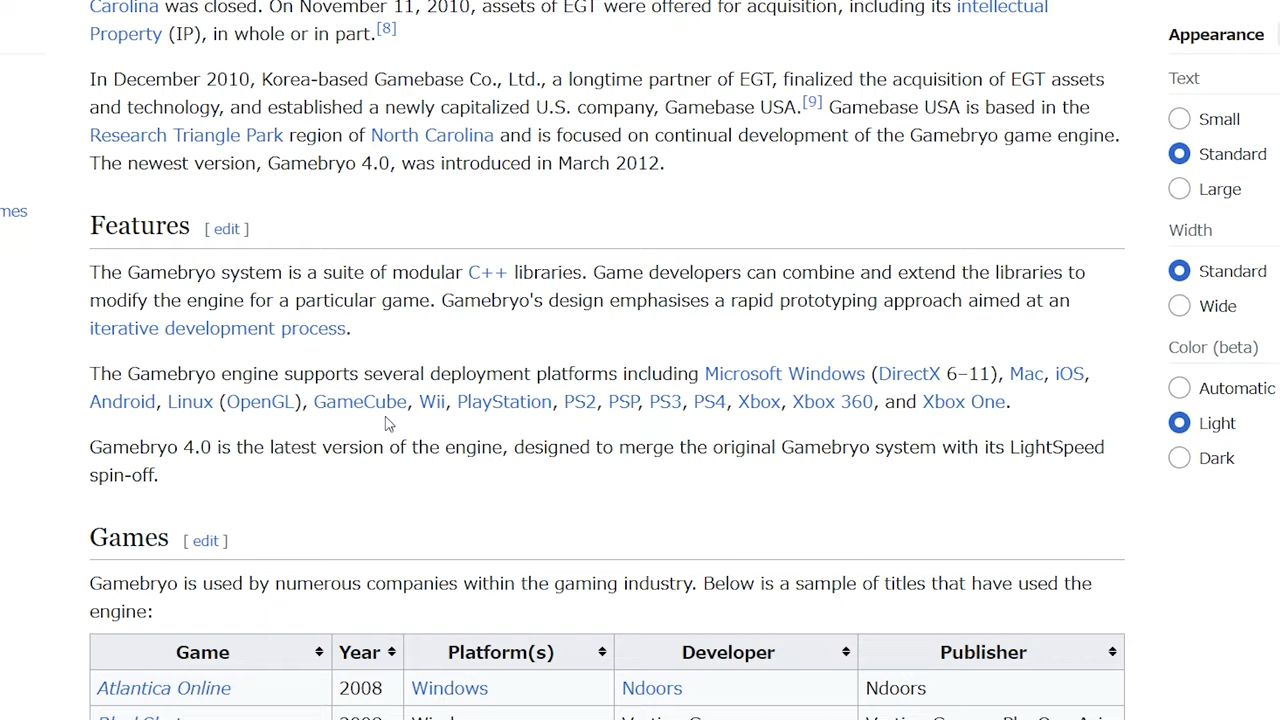 Carolina was closed. On November 11, 2010, assets of EGT were offered for acquisition, including its intellectual
Property (IP), in whole or in part.[8]
In December 2010, Korea-based Gamebase Co., Ltd., a longtime partner of EGT, finalized the acquisition of EGT assets
and technology, and established a newly capitalized U.S. company, Gamebase USA.[9] Gamebase USA is based in the
Research Triangle Park region of North Carolina and is focused on continual development of the Gamebryo game engine.
The newest version, Gamebryo 4.0, was introduced in March 2012.
mes
Features [ edit ]
The Gamebryo system is a suite of modular C++ libraries. Game developers can combine and extend the libraries to
modify the engine for a particular game. Gamebryo's design emphasises a rapid prototyping approach aimed at an
iterative development process.
The Gamebryo engine supports several deployment platforms including Microsoft Windows (DirectX 6–11), Mac, iOS,
Android, Linux (OpenGL), GameCube, Wii, PlayStation, PS2, PSP, PS3, PS4, Xbox, Xbox 360, and Xbox One.
Gamebryo 4.0 is the latest version of the engine, designed to merge the original Gamebryo system with its LightSpeed
spin-off.
Games [ edit ]
Gamebryo is used by numerous companies within the gaming industry. Below is a sample of titles that have used the
engine:
Game Year Platform(s) Developer Publisher
Atlantica Online 2008 Windows Ndoors Ndoors
Appearance
Text
Small
Standard
Large
Width
Standard
Wide
Color (beta)
Automatic
Light
Dark